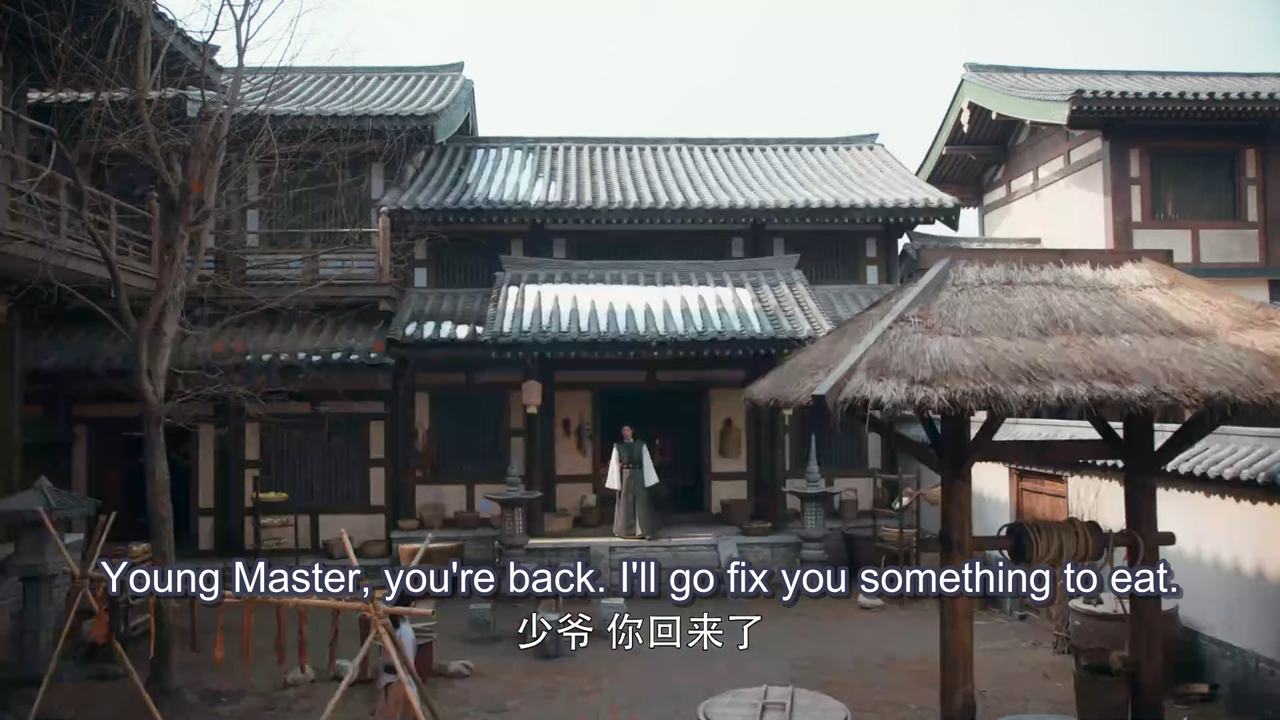 Young Master, you're back. I'll go fix you something to eat.
少爷 你回来了